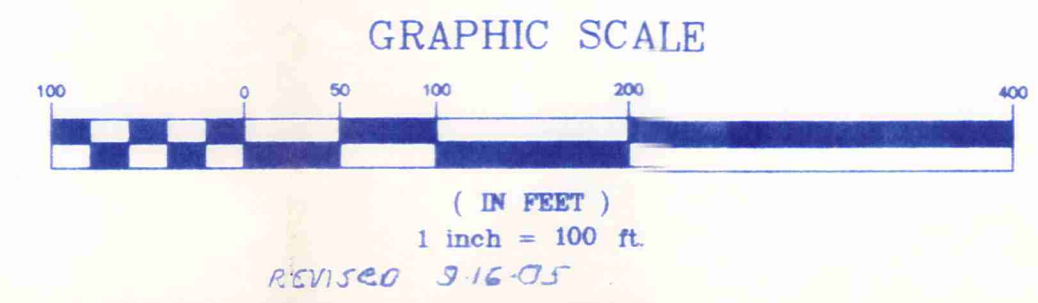 GRAPHIC SCALE
100 0 50 100 200 400
( IN FEET )
1 inch = 100 ft.
REVISED 9-16-05